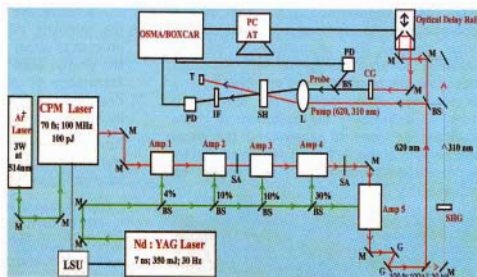 OSMA/BOXCAR
PC
AT
Optical Delay Rail
PD
M
M
T
Probe
BS
CG
M
PD
IF
SH
L
Pump (620, 310 nm)
BS
Ar+
Laser
3W
at
514nm
CPM Laser
70 fs; 100 MHz
100 pJ
M
M
Amp 1
Amp 2
Amp 3
Amp 4
SA
SA
M
620 nm
310 nm
4%
10%
10%
30%
BS
BS
BS
BS
Amp 5
SHG
M
M
M
M
Nd : YAG Laser
7 ns; 350 mJ; 30 Hz
LSU
M
G
G
M